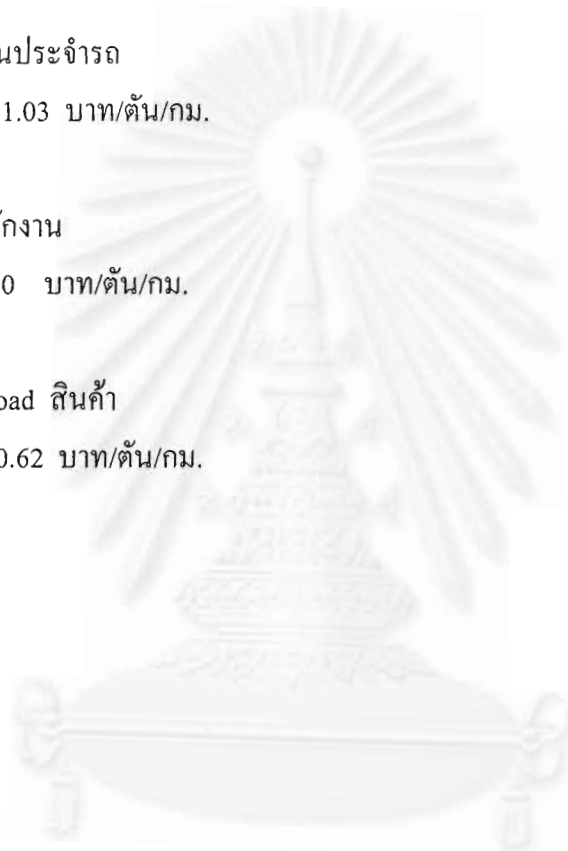 นประจำรถ
1.03 บาท/ตัน/กม.
ักงาน
0 บาท/ตัน/กม.
oad สินค้า
0.62 บาท/ตัน/กม.